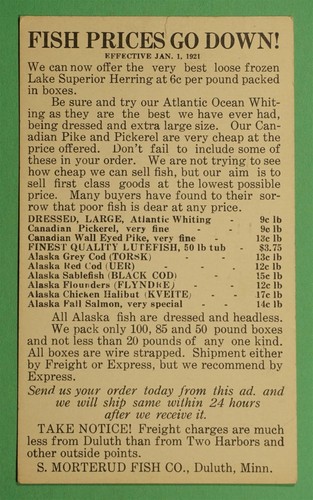 FISH PRICES GO DOWN!
EFFECTIVE JAN. 1, 1921
We can now offer the very best loose frozen
Lake Superior Herring at 6c per pound packed
in boxes.
Be sure and try our Atlantic Ocean Whit-
ing as they are the best we have ever had,
being dressed and extra large size. Our Can-
adian Pike and Pickerel are very cheap at the
price offered. Don't fail to include some of
these in your order. We are not trying to see
how cheap we can sell fish, but our aim is to
sell first class goods at the lowest possible
price. Many buyers have found to their sor-
row that poor fish is dear at any price.
DRESSED, LARGE, Atlantic Whiting - 9c lb
Canadian Pickerel, very fine - - 9c lb
Canadian Wall Eyed Pike, very fine - 13c lb
FINEST QUALITY LUTEFISH, 50 lb tub - $3.75
Alaska Grey Cod (TORSK) - - 13c lb
Alaska Red Cod (UER) - - - 12c lb
Alaska Sablefish (BLACK COD) - - 15c lb
Alaska Flounders (FLYNDRE) - - 12c lb
Alaska Chicken Halibut (KVEITE) - - 17c lb
Alaska Fall Salmon, very special - - 14c lb
All Alaska fish are dressed and headless.
We pack only 100, 85 and 50 pound boxes
and not less than 20 pounds of any one kind.
All boxes are wire strapped. Shipment either
by Freight or Express, but we recommend by
Express.
Send us your order today from this ad. and
we will ship same within 24 hours
after we receive it.
TAKE NOTICE! Freight charges are much
less from Duluth than from Two Harbors and
other outside points.
S. MORTERUD FISH CO., Duluth, Minn.